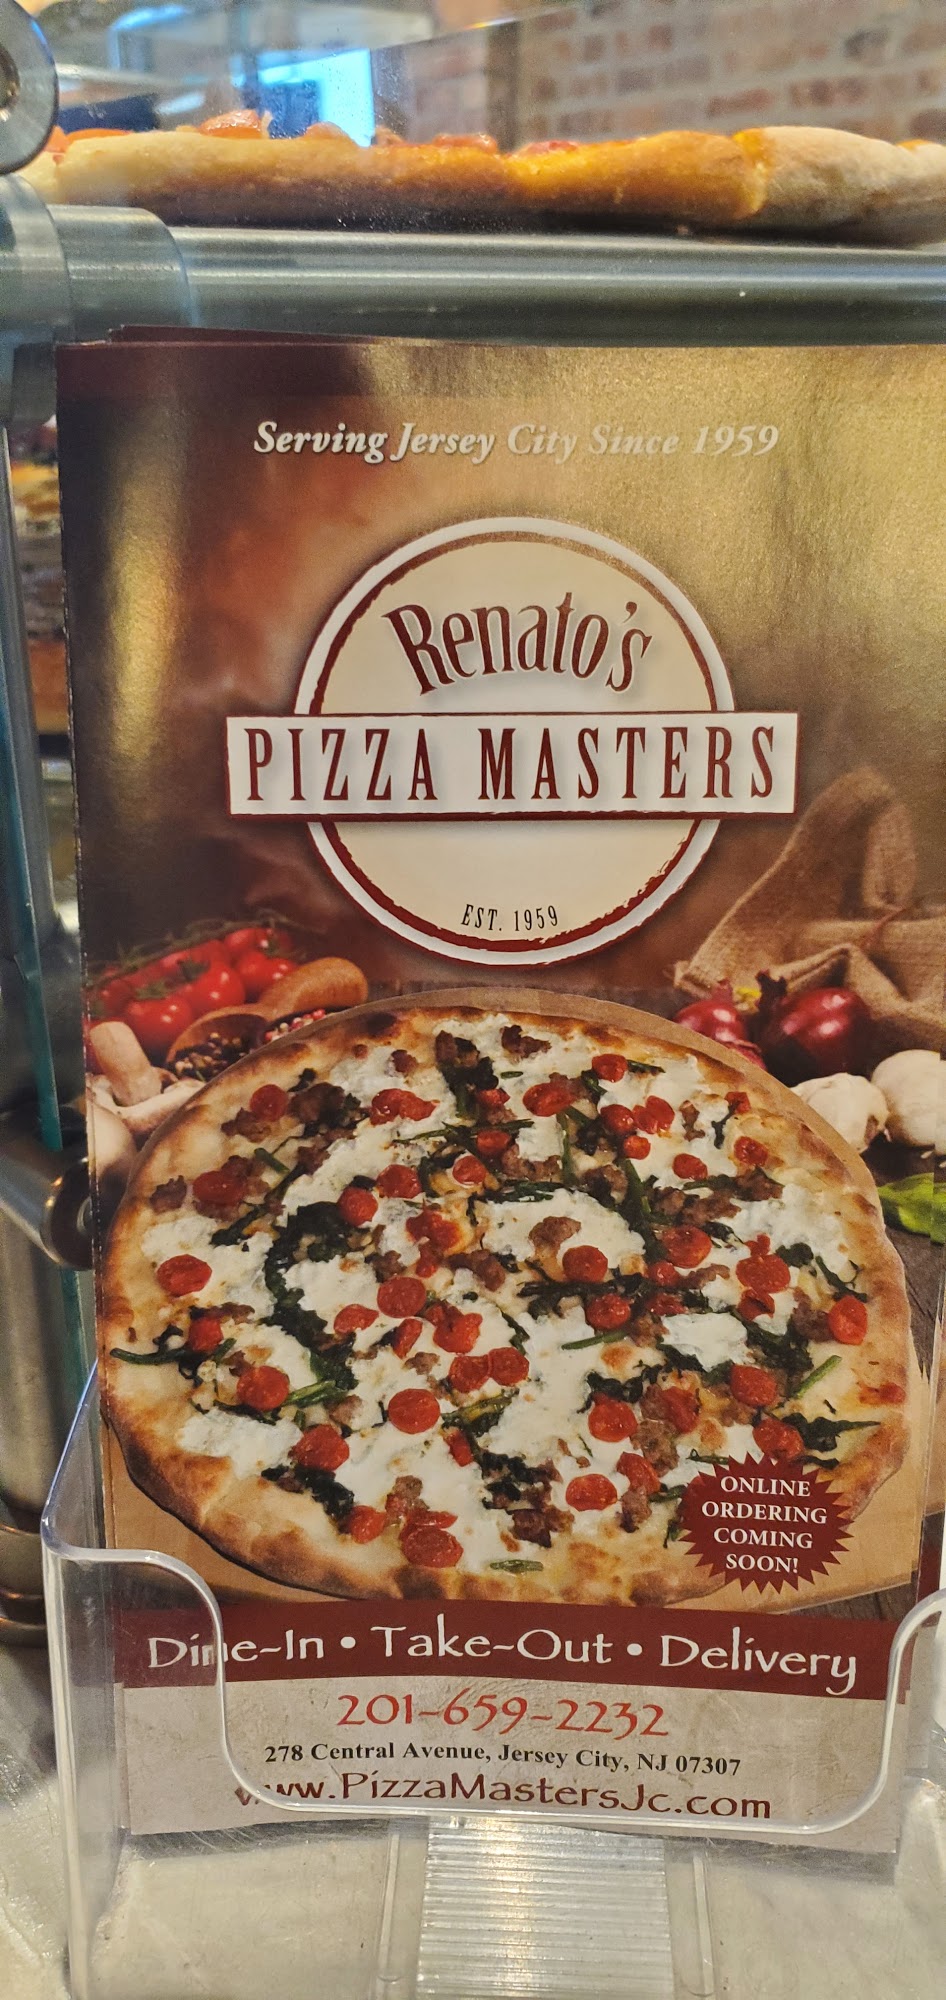 Serving Jersey City Since 1959
Renato's
PIZZA MASTERS
EST. 1959
ONLINE
ORDERING
COMING
SOON!
Dine-In • Take-Out • Delivery
201-659-2232
278 Central Avenue, Jersey City, NJ 07307
www.PizzaMastersJc.com